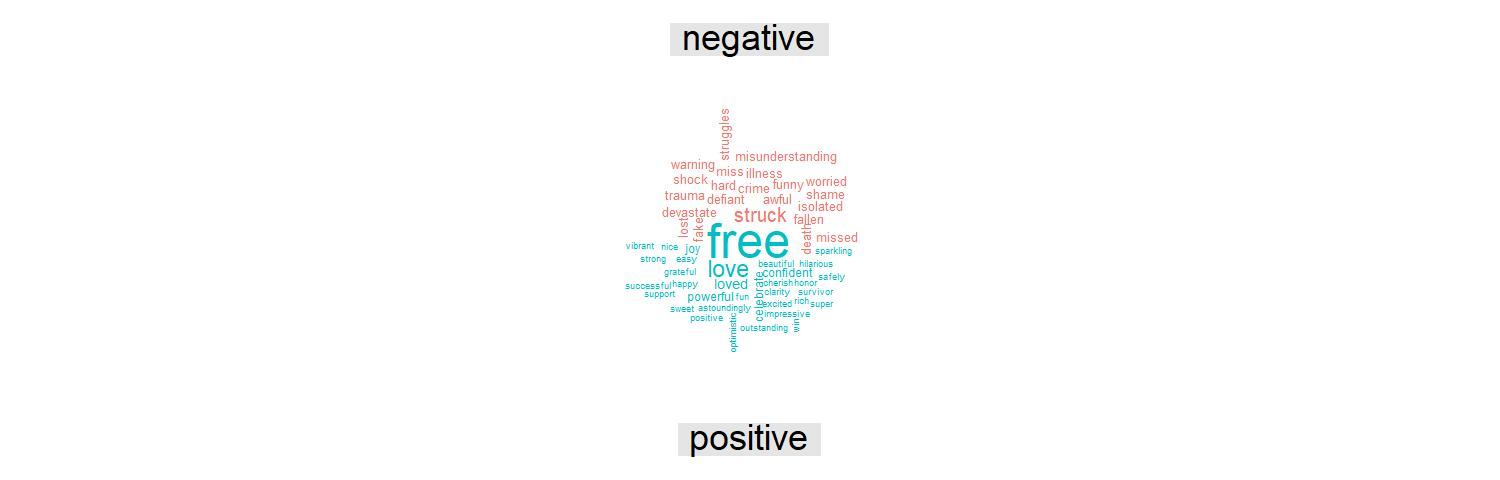 negative
struggles
misunderstanding
warning
miss illness
shock hard crime funny worried
trauma defiant awful shame
isolated
devastate struck fallen
lost fake free death missed
vibrant nice joy sparkling
strong easy love beautiful hilarious
grateful confident safely
successful happy loved celebrate cherish honor
support powerful fun clarity survivor
sweet astoundingly excited rich super
positive impressive
optimistic outstanding win
positive